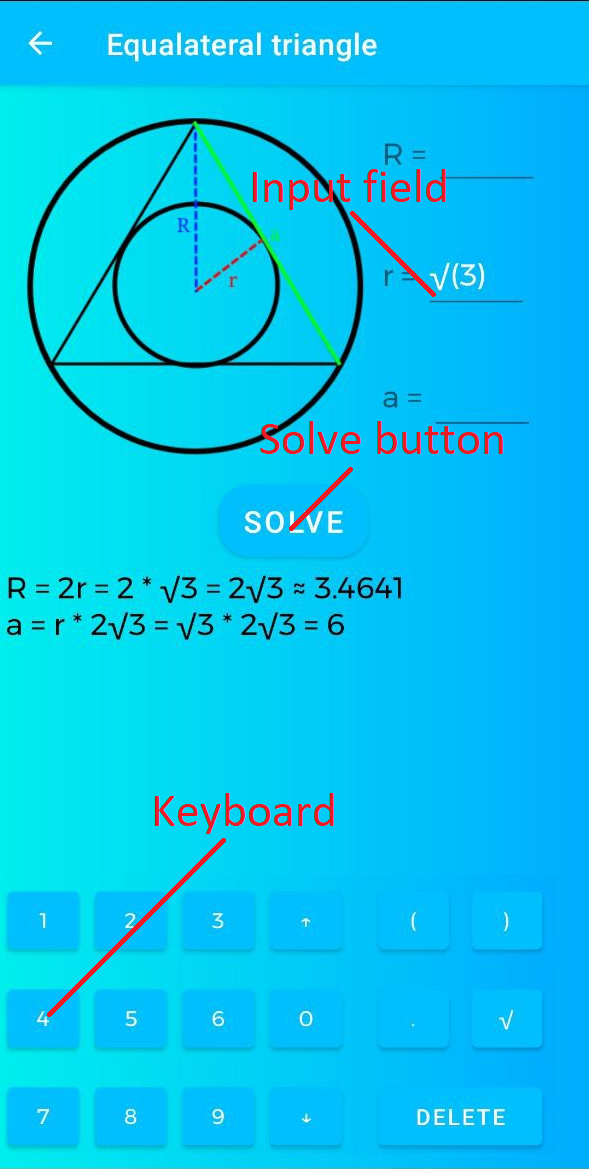 ←
Equalateral triangle
R =
Input field
R
a
r
r = √(3)
a =
Solve button
SOLVE
R = 2r = 2 * √3 = 2√3 ≈ 3.4641
a = r * 2√3 = √3 * 2√3 = 6
Keyboard
1 2 3 ↑ ( )
4 5 6 0 . √
7 8 9 ↓ DELETE